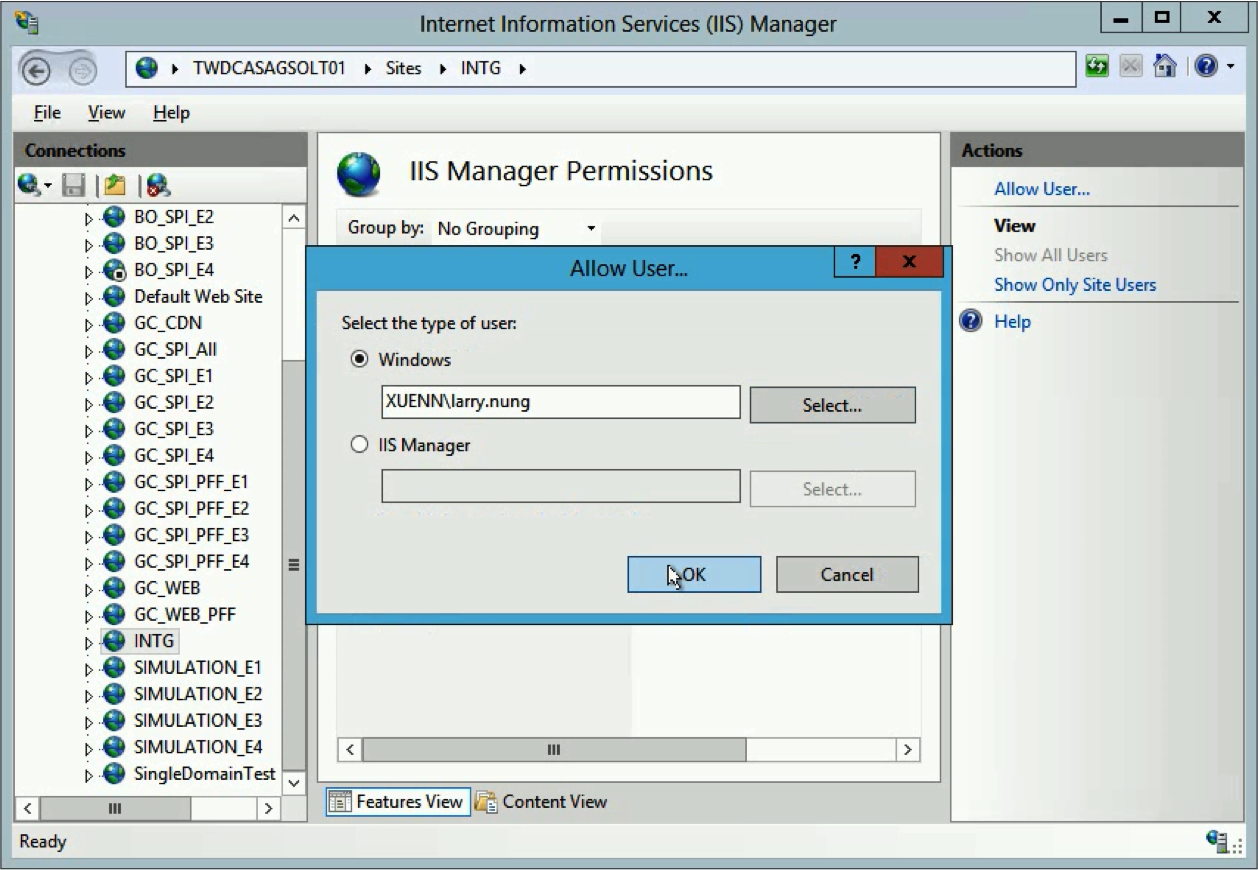 Internet Information Services (IIS) Manager
TWDCASAGSOLT01 Sites INTG
File View Help
Connections
BO_SPI_E2
BO_SPI_E3
BO_SPI_E4
Default Web Site
GC_CDN
GC_SPI_All
GC_SPI_E1
GC_SPI_E2
GC_SPI_E3
GC_SPI_E4
GC_SPI_PFF_E1
GC_SPI_PFF_E2
GC_SPI_PFF_E3
GC_SPI_PFF_E4
GC_WEB
GC_WEB_PFF
INTG
SIMULATION_E1
SIMULATION_E2
SIMULATION_E3
SIMULATION_E4
SingleDomainTest
IIS Manager Permissions
Group by: No Grouping
Allow User...
Select the type of user:
Windows
XUENN\larry.nung
Select...
IIS Manager
Select...
OK
Cancel
Features View
Content View
Actions
Allow User...
View
Show All Users
Show Only Site Users
Help
Ready